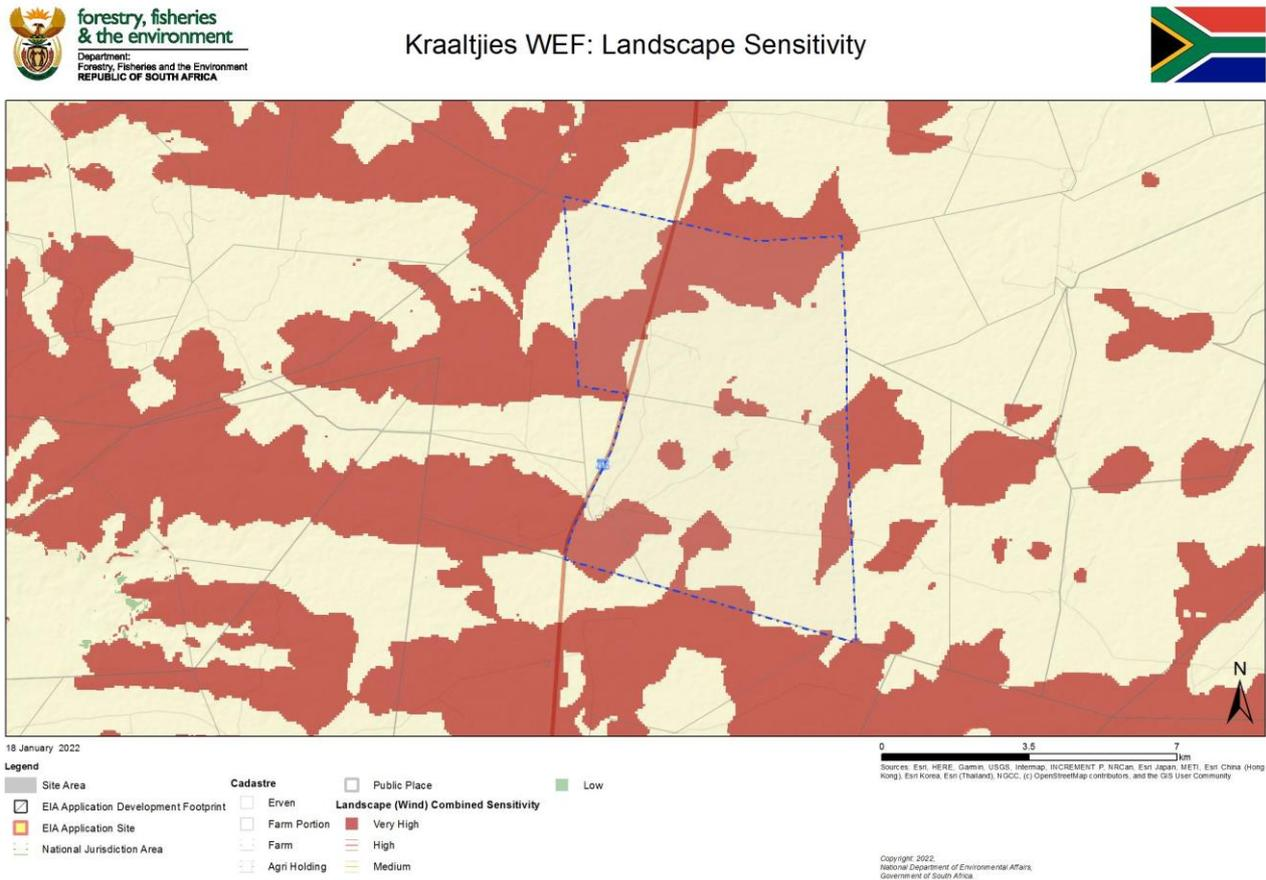 forestry, fisheries
& the environment
Department:
Forestry, Fisheries and the Environment
REPUBLIC OF SOUTH AFRICA
Kraaltjies WEF: Landscape Sensitivity
N
18 January 2022
0 3.5 7
km
Sources: Esri, HERE, Garmin, USGS, Intermap, INCREMENT P, NRCan, Esri Japan, METI, Esri China (Hong
Kong), Esri Korea, Esri (Thailand), NGCC, (c) OpenStreetMap contributors, and the GIS User Community
Legend
Site Area
EIA Application Development Footprint
EIA Application Site
National Jurisdiction Area
Cadastre
Erven
Farm Portion
Farm
Agri Holding
Public Place
Landscape (Wind) Combined Sensitivity
Very High
High
Medium
Low
Copyright: 2022,
National Department of Environmental Affairs,
Government of South Africa.